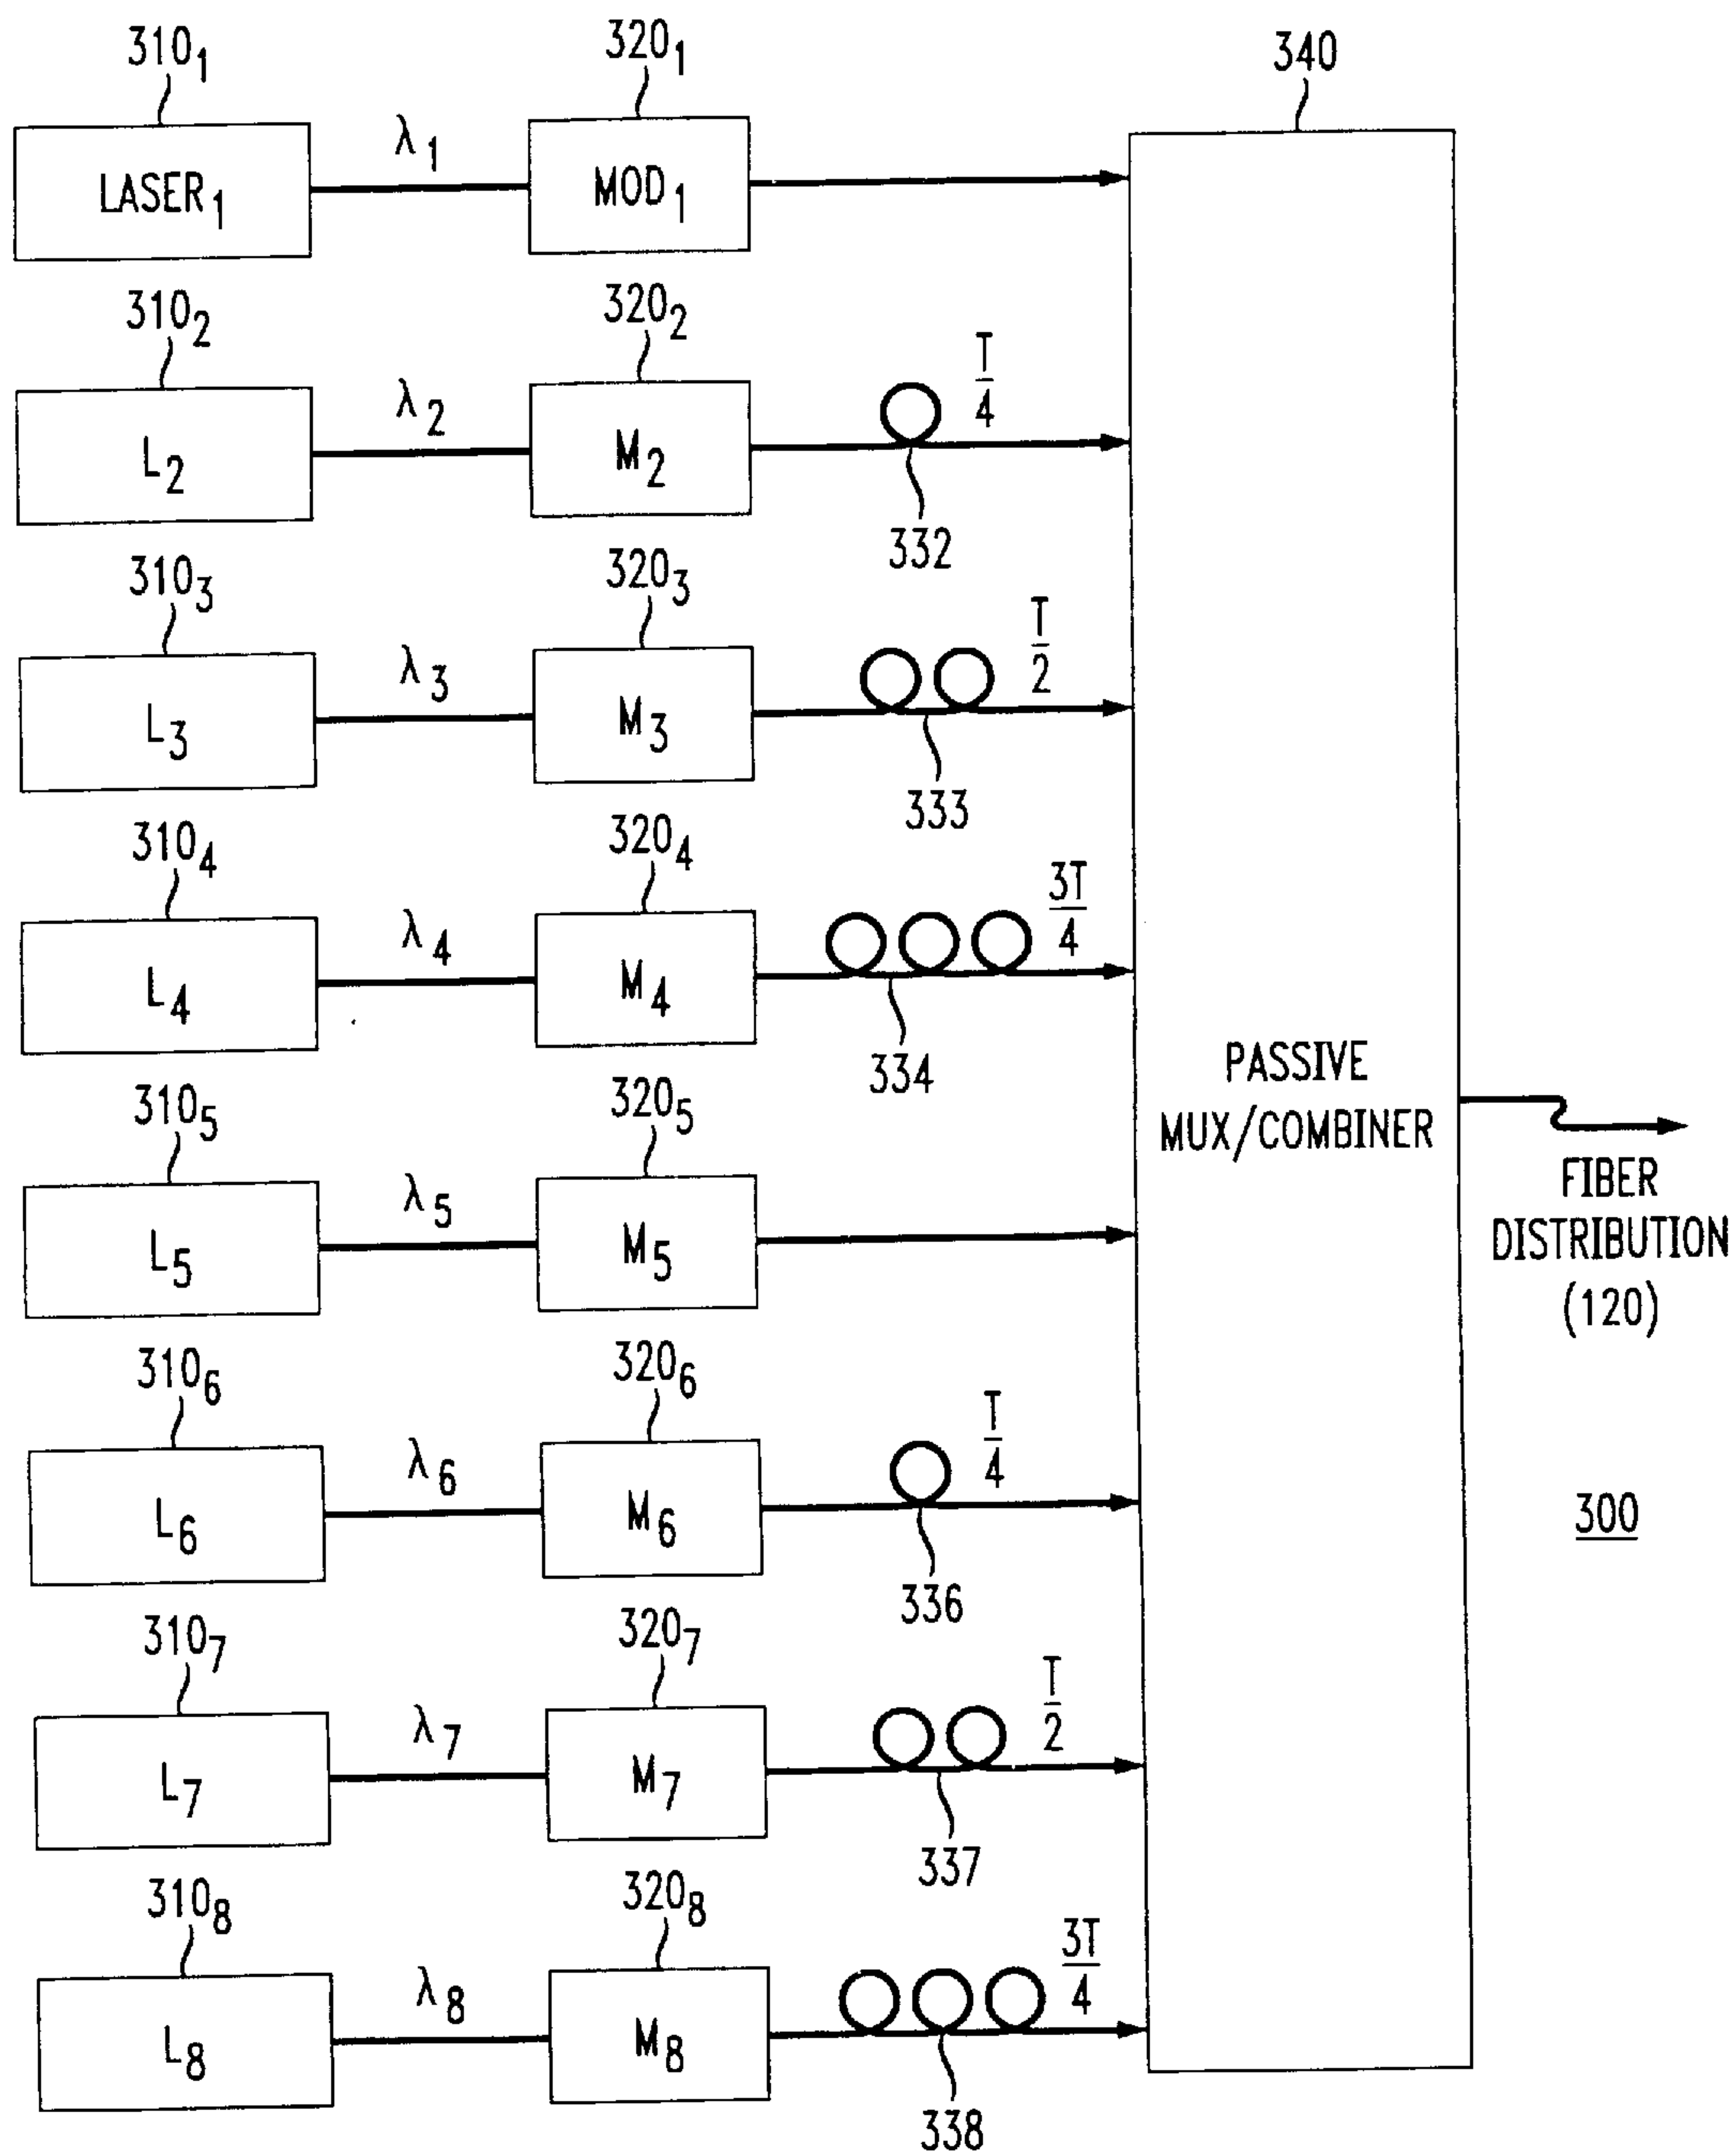 310₁ 320₁ 340
LASER₁ λ₁ MOD₁
310₂ 320₂
L₂ λ₂ M₂ T/4
332
310₃ 320₃
L₃ λ₃ M₃ T/2
333
310₄ 320₄
L₄ λ₄ M₄ 3T/4
334
PASSIVE
MUX/COMBINER
310₅ 320₅
L₅ λ₅ M₅
FIBER
DISTRIBUTION
(120)
310₆ 320₆
L₆ λ₆ M₆ T/4
336
300
310₇ 320₇
L₇ λ₇ M₇ T/2
337
310₈ 320₈
L₈ λ₈ M₈ 3T/4
338